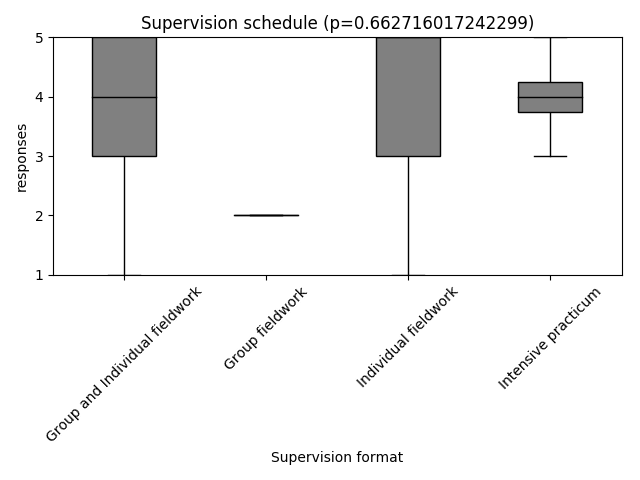 Supervision schedule (p=0.662716017242299)
5
4
3
2
1
responses
Group and Individual fieldwork
Group fieldwork
Individual fieldwork
Intensive practicum
Supervision format